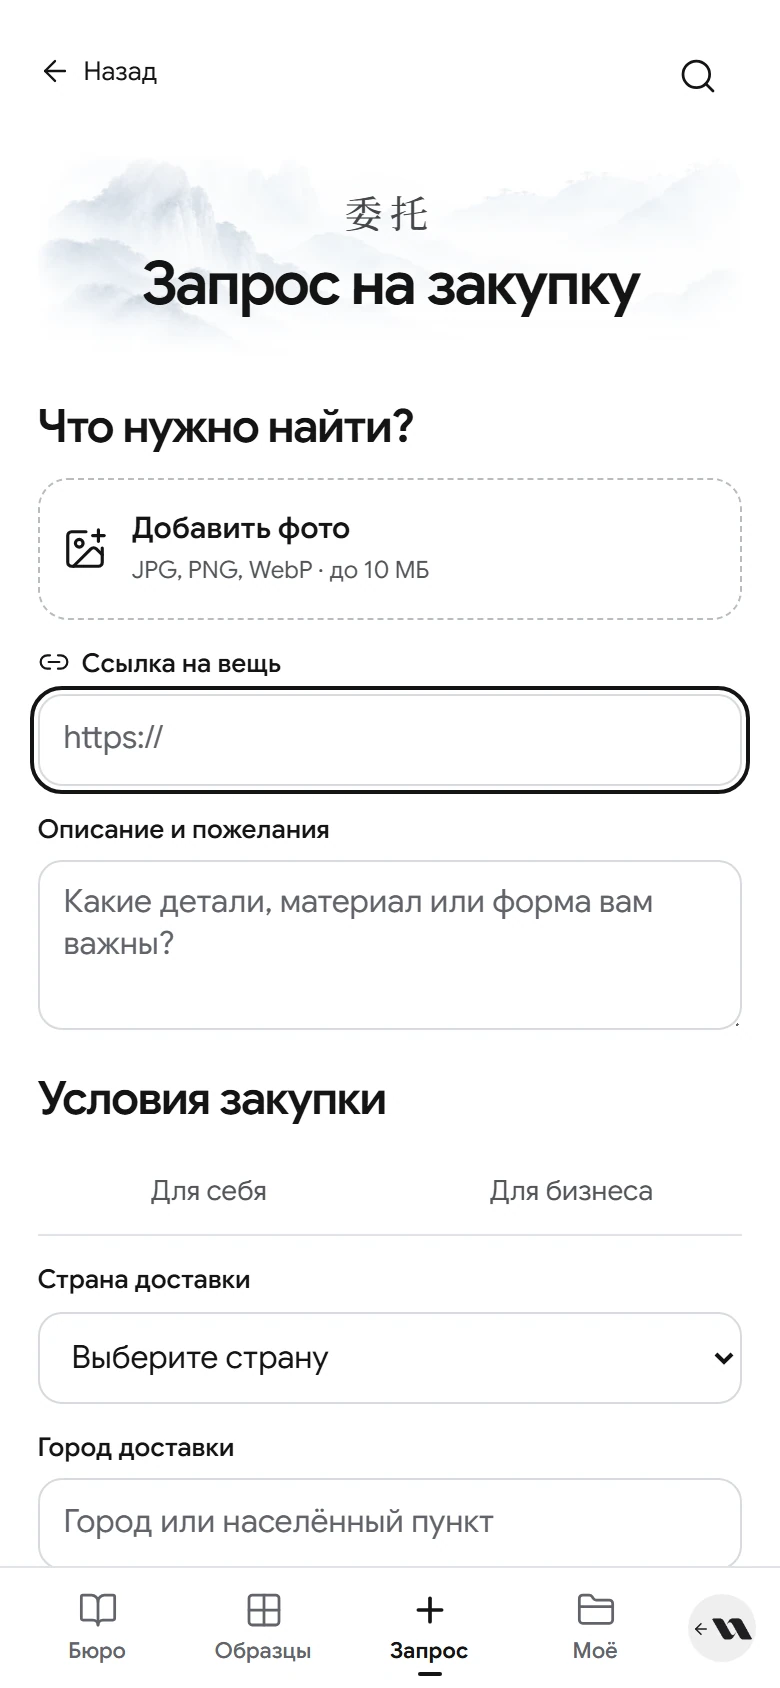 Назад
委托
Запрос на закупку
Что нужно найти?
Добавить фото
JPG, PNG, WebP · до 10 МБ
Ссылка на вещь
https://
Описание и пожелания
Какие детали, материал или форма вам
важны?
Условия закупки
Для себя
Для бизнеса
Страна доставки
Выберите страну
Город доставки
Город или населённый пункт
Бюро
Образцы
Запрос
Моё